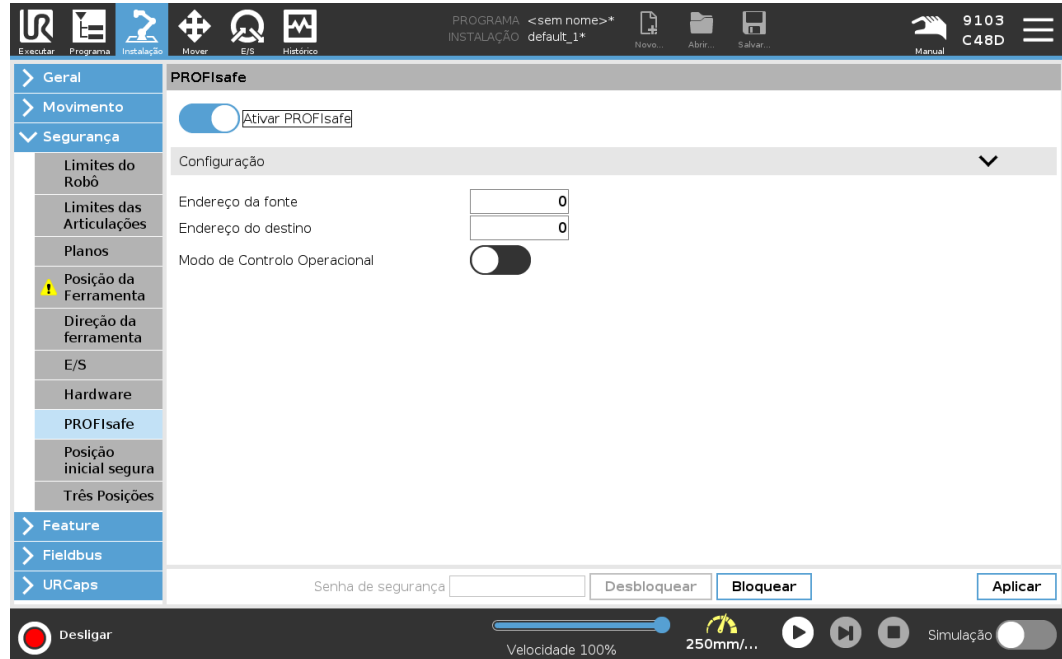 UR
PROGRAMA <sem nome>*
INSTALAÇÃO default_1*
9103
C48D
Executar Programa Instalação Mover E/S Histórico Novo... Abrir... Salvar... Manual
Geral
Movimento
Segurança
Limites do
Robô
Limites das
Articulações
Planos
Posição da
Ferramenta
Direção da
ferramenta
E/S
Hardware
PROFIsafe
Posição
inicial segura
Três Posições
Feature
Fieldbus
URCaps
PROFIsafe
Ativar PROFIsafe
Configuração
Endereço da fonte 0
Endereço do destino 0
Modo de Controlo Operacional
Senha de segurança Desbloquear Bloquear Aplicar
Desligar
Velocidade 100%
250mm/...
Simulação